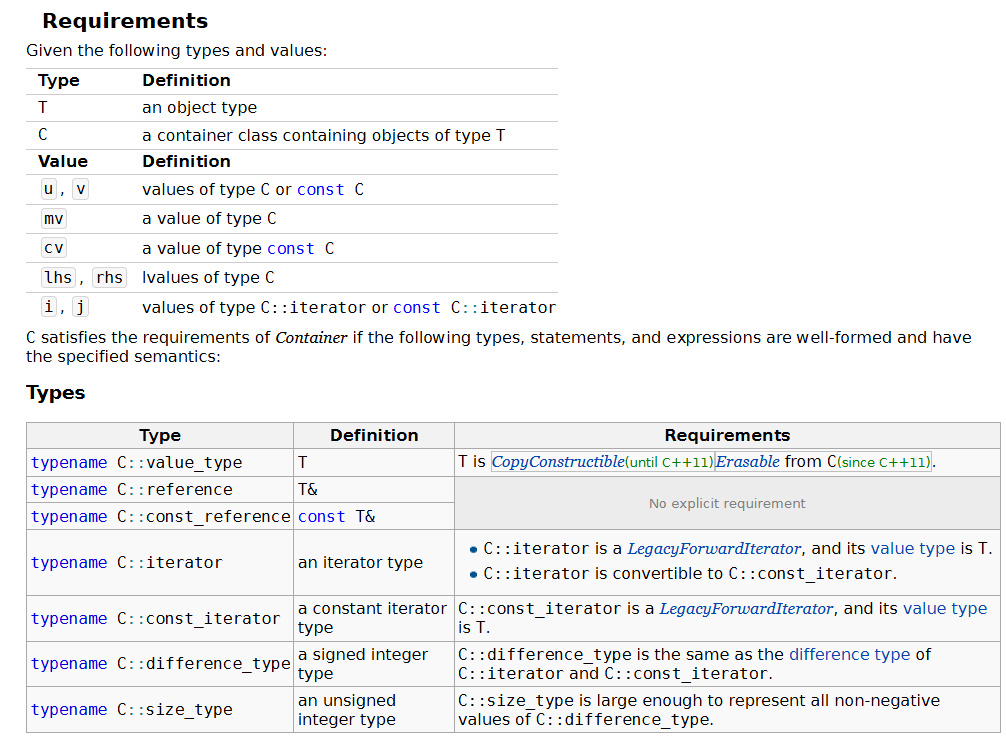 Requirements
Given the following types and values:
Type Definition
T an object type
C a container class containing objects of type T
Value Definition
u, v values of type C or const C
mv a value of type C
cv a value of type const C
lhs, rhs lvalues of type C
i, j values of type C::iterator or const C::iterator
C satisfies the requirements of Container if the following types, statements, and expressions are well-formed and have
the specified semantics:
Types
Type Definition Requirements
typename C::value_type T T is CopyConstructible(until C++11)Erasable from C(since C++11).
typename C::reference T&
No explicit requirement
typename C::const_reference const T&
typename C::iterator an iterator type
• C::iterator is a LegacyForwardIterator, and its value type is T.
• C::iterator is convertible to C::const_iterator.
typename C::const_iterator
a constant iterator
type
C::const_iterator is a LegacyForwardIterator, and its value type
is T.
typename C::difference_type
a signed integer
type
C::difference_type is the same as the difference type of
C::iterator and C::const_iterator.
typename C::size_type
an unsigned
integer type
C::size_type is large enough to represent all non-negative
values of C::difference_type.